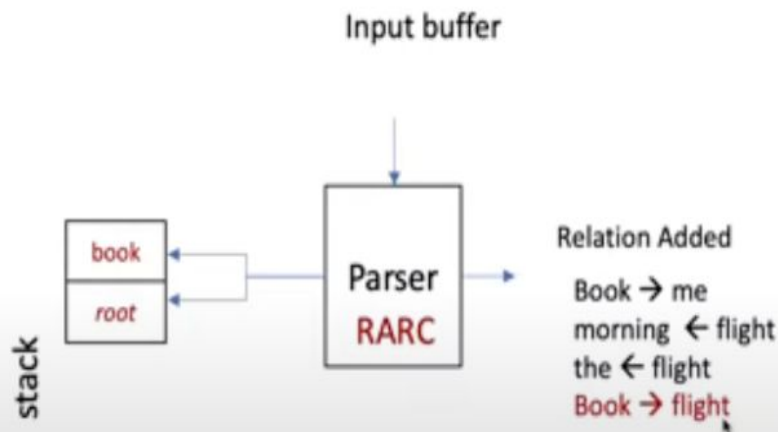 Input buffer
book
root
stack
Parser
RARC
Relation Added
Book → me
morning ← flight
the ← flight
Book → flight